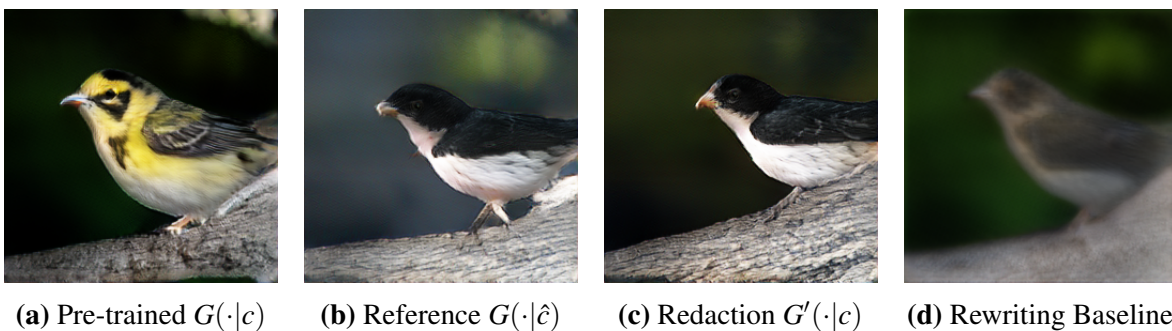 (a) Pre-trained G(·|c) (b) Reference G(·|ĉ) (c) Redaction G′(·|c) (d) Rewriting Baseline